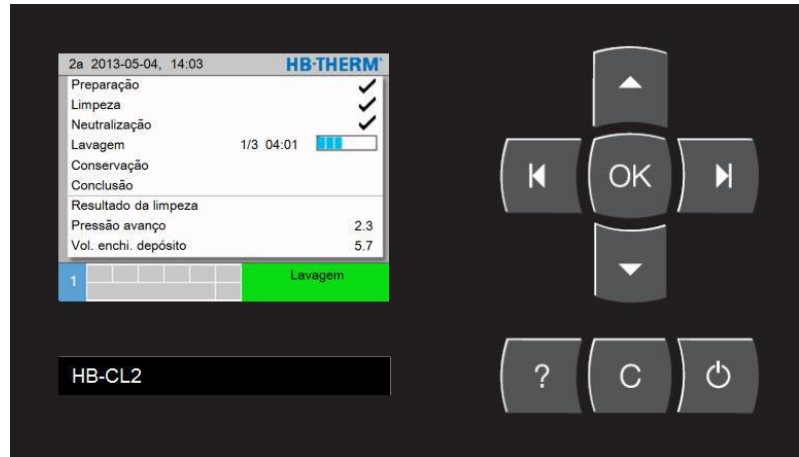 2a 2013-05-04, 14:03 HB-THERM®
Preparação
Limpeza
Neutralização
Lavagem 1/3 04:01
Conservação
Conclusão
Resultado da limpeza
Pressão avanço 2.3
Vol. enchi. depósito 5.7
1 Lavagem
HB-CL2
OK
? C